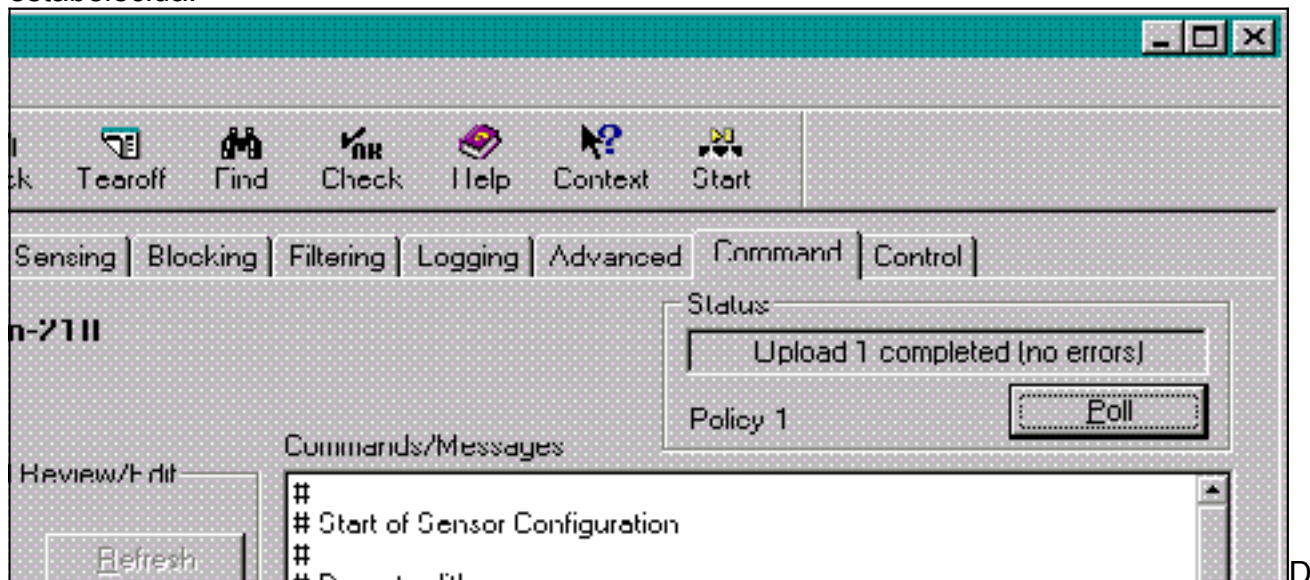 Tearoff Find Check Help Context Start
Sensing Blocking Filtering Logging Advanced Command Control
Status
Upload 1 completed (no errors)
Policy 1 Poll
Commands/Messages
Review/Edit
#
# Start of Sensor Configuration
Refresh #
#
D